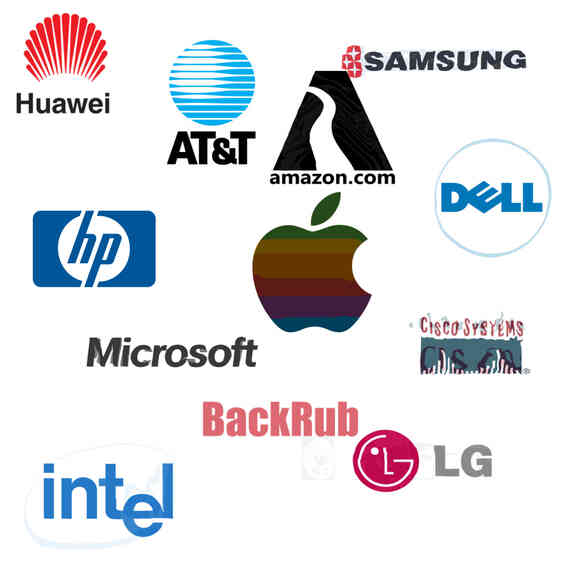 SAMSUNG
Huawei
AT&T
amazon.com
DELL
hp
CISCO SYSTEMS
Microsoft
BackRub
LG
intel